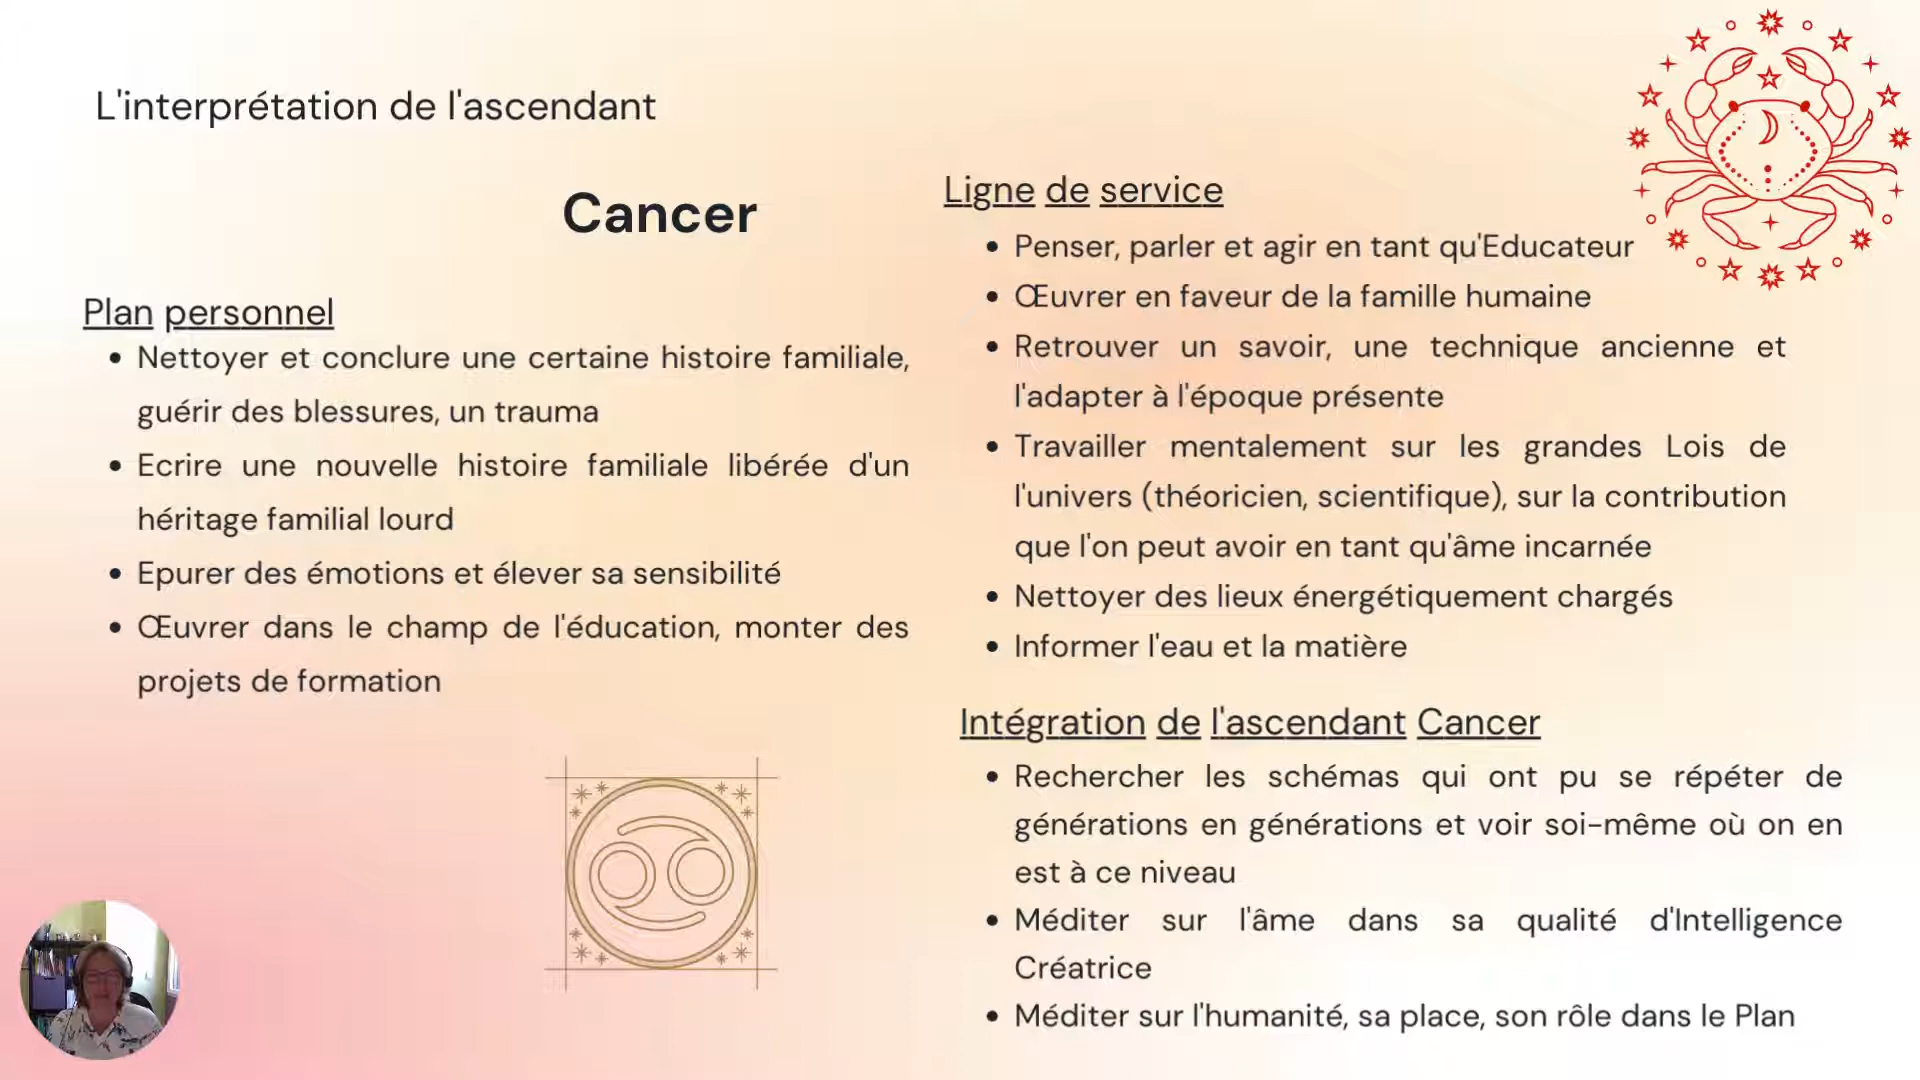 L'interprétation de l'ascendant
Cancer
Plan personnel
• Nettoyer et conclure une certaine histoire familiale,
guérir des blessures, un trauma
• Ecrire une nouvelle histoire familiale libérée d'un
héritage familial lourd
• Epurer des émotions et élever sa sensibilité
• Œuvrer dans le champ de l'éducation, monter des
projets de formation
Ligne de service
• Penser, parler et agir en tant qu'Educateur
• Œuvrer en faveur de la famille humaine
• Retrouver un savoir, une technique ancienne et
l'adapter à l'époque présente
• Travailler mentalement sur les grandes Lois de
l'univers (théoricien, scientifique), sur la contribution
que l'on peut avoir en tant qu'âme incarnée
• Nettoyer des lieux énergétiquement chargés
• Informer l'eau et la matière
Intégration de l'ascendant Cancer
• Rechercher les schémas qui ont pu se répéter de
générations en générations et voir soi-même où on en
est à ce niveau
• Méditer sur l'âme dans sa qualité d'Intelligence
Créatrice
• Méditer sur l'humanité, sa place, son rôle dans le Plan